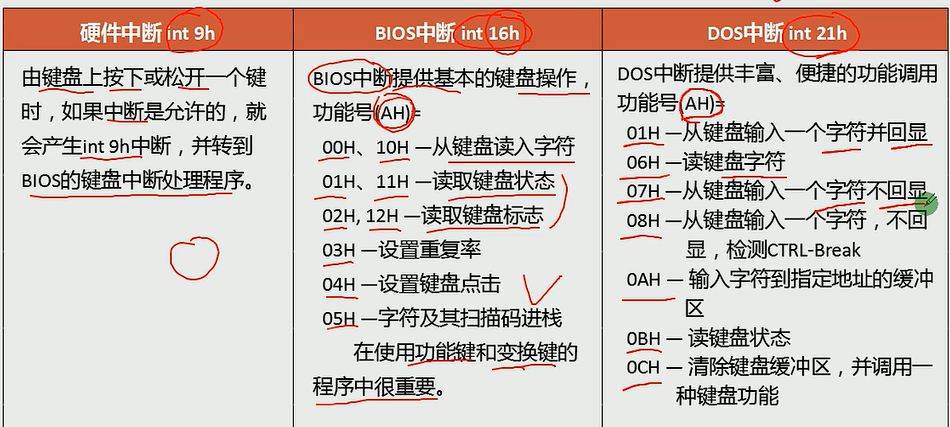 硬件中断 int 9h
由键盘上按下或松开一个键
时，如果中断是允许的，就
会产生int 9h中断，并转到
BIOS的键盘中断处理程序。
BIOS中断 int 16h
BIOS中断提供基本的键盘操作，
功能号(AH)=
00H、10H —从键盘读入字符
01H、11H —读取键盘状态
02H, 12H —读取键盘标志
03H —设置重复率
04H —设置键盘点击
05H —字符及其扫描码进栈
在使用功能键和变换键的
程序中很重要。
DOS中断 int 21h
DOS中断提供丰富、便捷的功能调用
功能号(AH)=
01H —从键盘输入一个字符并回显
06H —读键盘字符
07H —从键盘输入一个字符不回显
08H —从键盘输入一个字符，不回
显，检测CTRL-Break
0AH — 输入字符到指定地址的缓冲
区
0BH — 读键盘状态
0CH — 清除键盘缓冲区，并调用一
种键盘功能